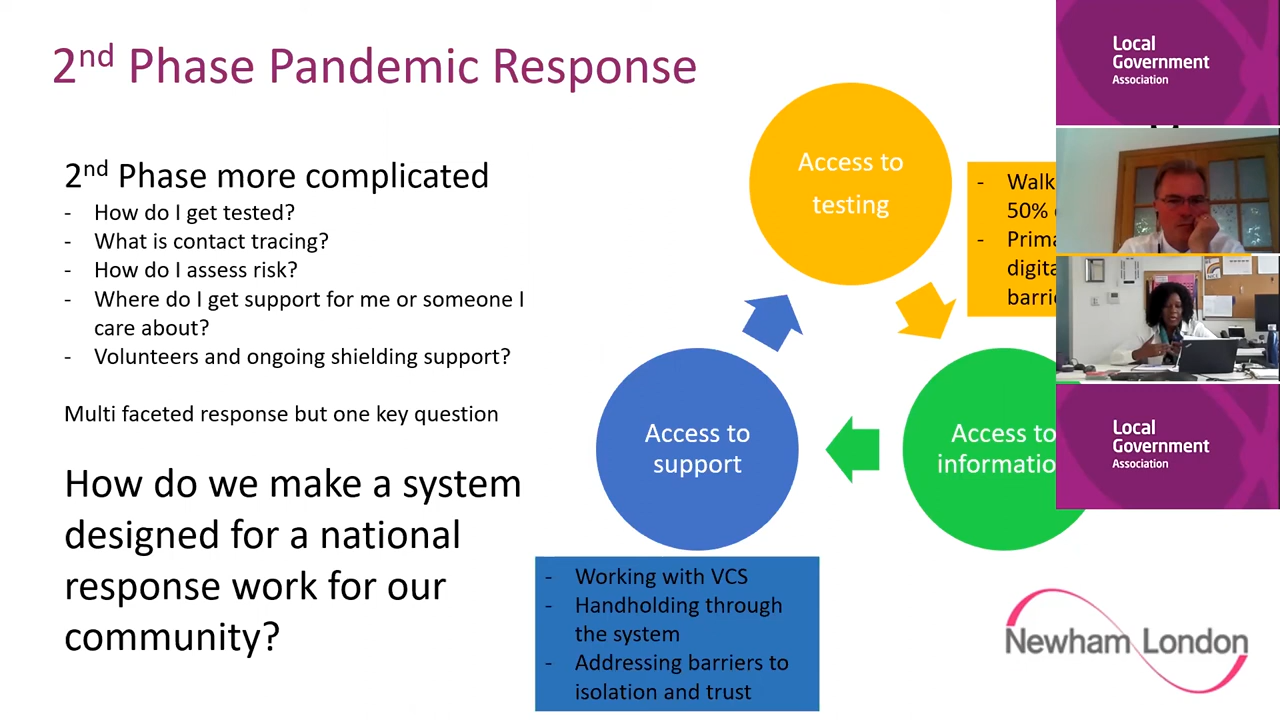 2nd Phase Pandemic Response
2nd Phase more complicated
- How do I get tested?
- What is contact tracing?
- How do I assess risk?
- Where do I get support for me or someone I
care about?
- Volunteers and ongoing shielding support?
Multi faceted response but one key question
How do we make a system
designed for a national
response work for our
community?
Access to
testing
- Walk
50%
-
digita
Access to
support
Access to
informatio
- Working with VCS
- Handholding through
the system
- Addressing barriers to
isolation and trust
Newham London
Local
Government
Association
Local
Government
Association